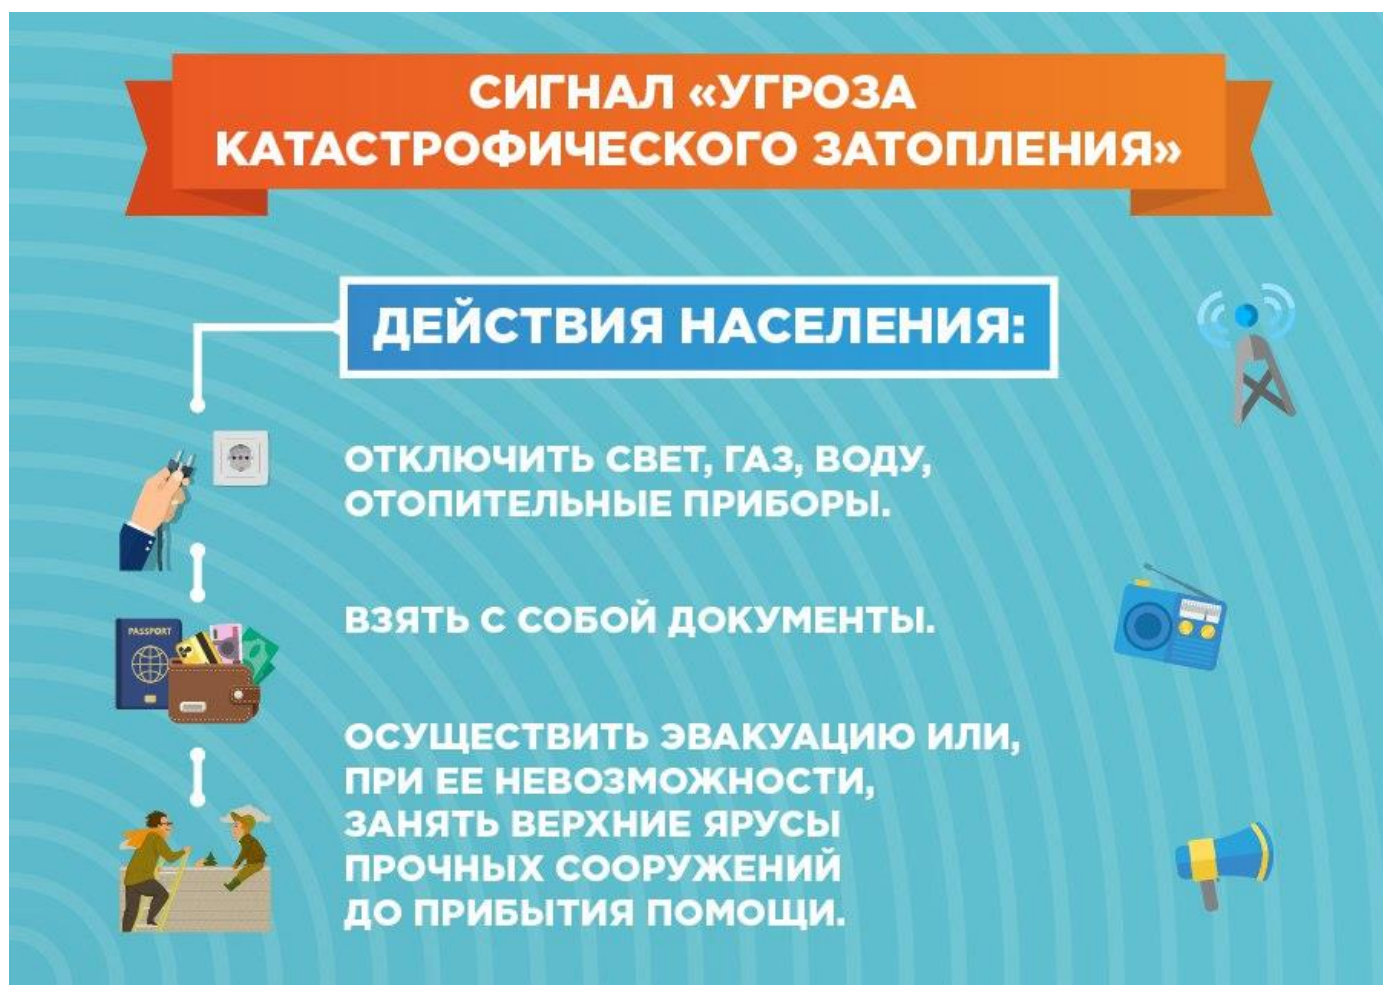 СИГНАЛ «УГРОЗА
КАТАСТРОФИЧЕСКОГО ЗАТОПЛЕНИЯ»
ДЕЙСТВИЯ НАСЕЛЕНИЯ:
ОТКЛЮЧИТЬ СВЕТ, ГАЗ, ВОДУ,
ОТОПИТЕЛЬНЫЕ ПРИБОРЫ.
PASSPORT
ВЗЯТЬ С СОБОЙ ДОКУМЕНТЫ.
ОСУЩЕСТВИТЬ ЭВАКУАЦИЮ ИЛИ,
ПРИ ЕЕ НЕВОЗМОЖНОСТИ,
ЗАНЯТЬ ВЕРХНИЕ ЯРУСЫ
ПРОЧНЫХ СООРУЖЕНИЙ
ДО ПРИБЫТИЯ ПОМОЩИ.